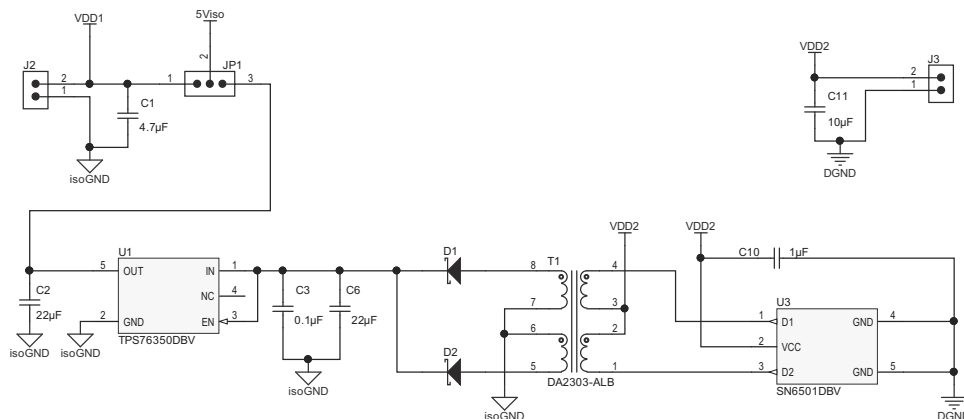 5Viso
VDD1
J2
2
1
1
2
JP1
3
C1
4.7µF
isoGND
VDD2
J3
2
1
C11
10µF
DGND
U1
5
OUT
IN
1
NC
4
2
GND
EN
3
TPS76350DBV
C2
22µF
isoGND
isoGND
C3
0.1µF
C6
22µF
isoGND
D1
D2
8
T1
4
7
3
6
2
5
1
DA2303-ALB
isoGND
VDD2
VDD2
C10
1µF
U3
1
D1
GND
4
2
VCC
3
D2
GND
5
SN6501DBV
DGND